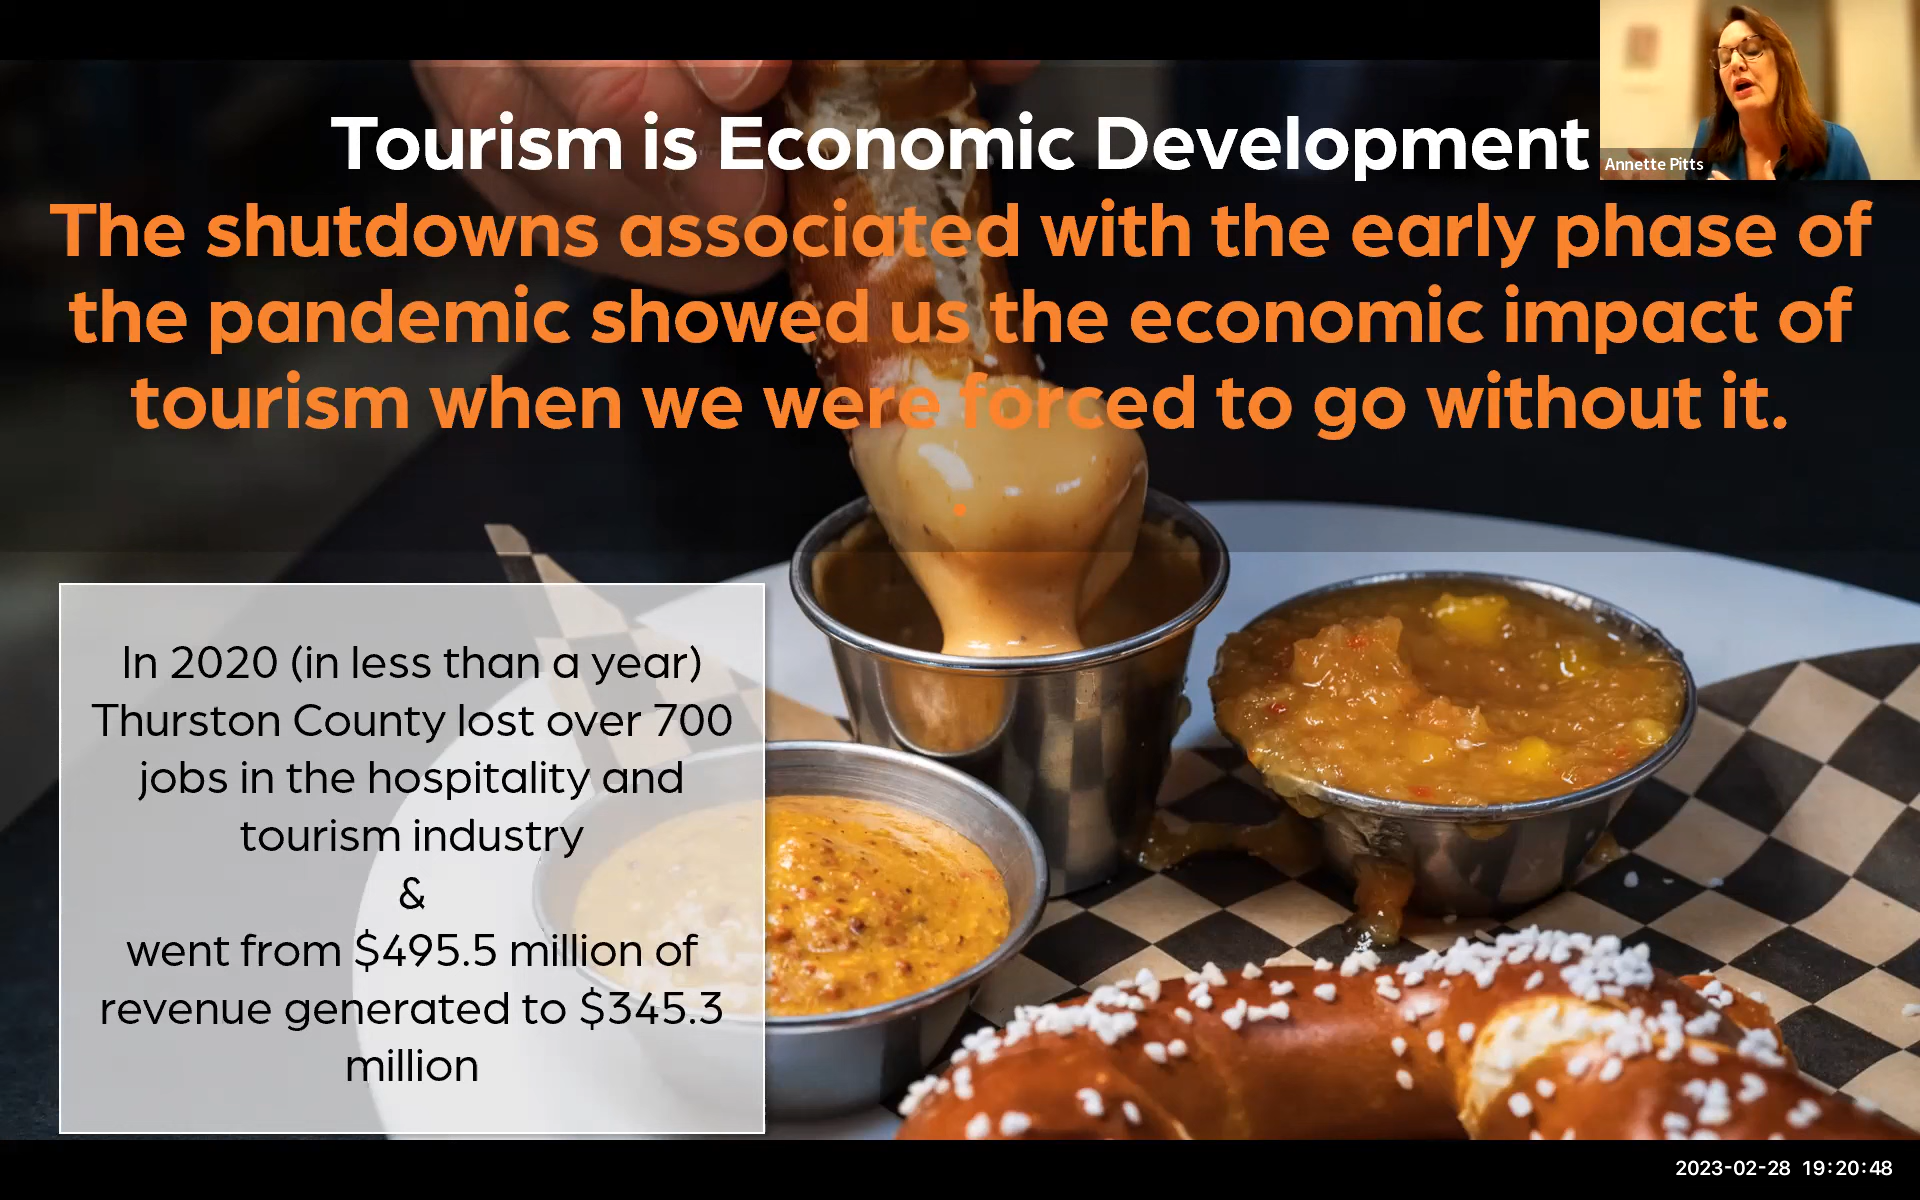 Tourism is Economic Development
Annette Pitts
The shutdowns associated with the early phase of
the pandemic showed us the economic impact of
tourism when we were forced to go without it.
In 2020 (in less than a year)
Thurston County lost over 700
jobs in the hospitality and
tourism industry
&
went from $495.5 million of
revenue generated to $345.3
million
2023-02-28 19:20:48